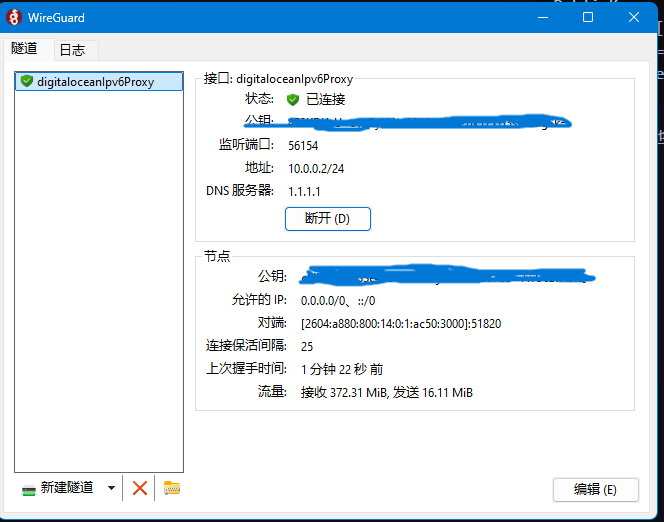 WireGuard
隧道
日志
digitaloceanIpv6Proxy
接口: digitaloceanIpv6Proxy
状态: 已连接
公钥:
监听端口: 56154
地址: 10.0.0.2/24
DNS 服务器: 1.1.1.1
断开 (D)
节点
公钥:
允许的 IP: 0.0.0.0/0、::/0
对端: [2604:a880:800:14:0:1:ac50:3000]:51820
连接保活间隔: 25
上次握手时间: 1 分钟 22 秒 前
流量: 接收 372.31 MiB, 发送 16.11 MiB
新建隧道
编辑 (E)